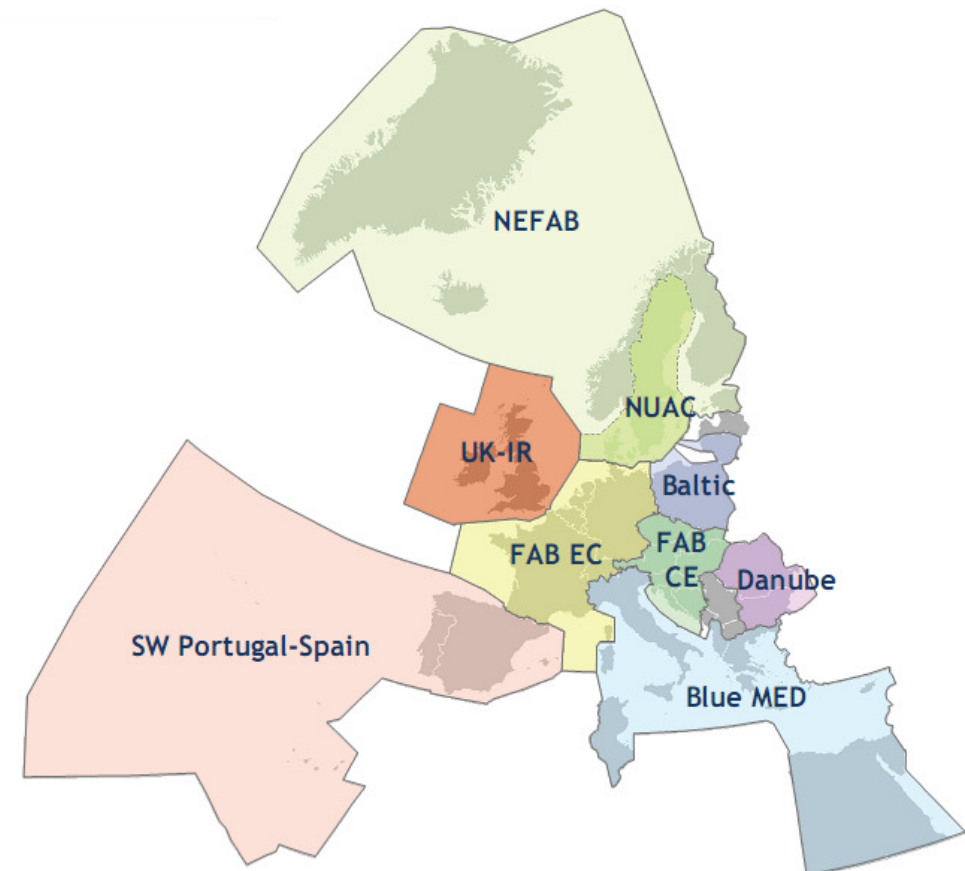 NEFAB
NUAC
UK-IR
Baltic
FAB EC
FAB
CE
Danube
SW Portugal-Spain
Blue MED